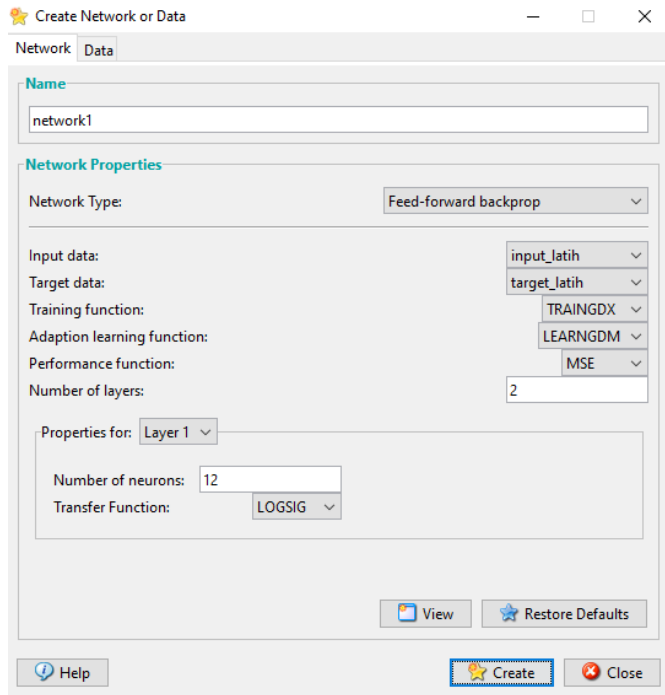 Create Network or Data
Network Data
Name
network1
Network Properties
Network Type: Feed-forward backprop
Input data: input_latih
Target data: target_latih
Training function: TRAINGDX
Adaption learning function: LEARNGDM
Performance function: MSE
Number of layers: 2
Properties for: Layer 1
Number of neurons: 12
Transfer Function: LOGSIG
View Restore Defaults
Help Create Close